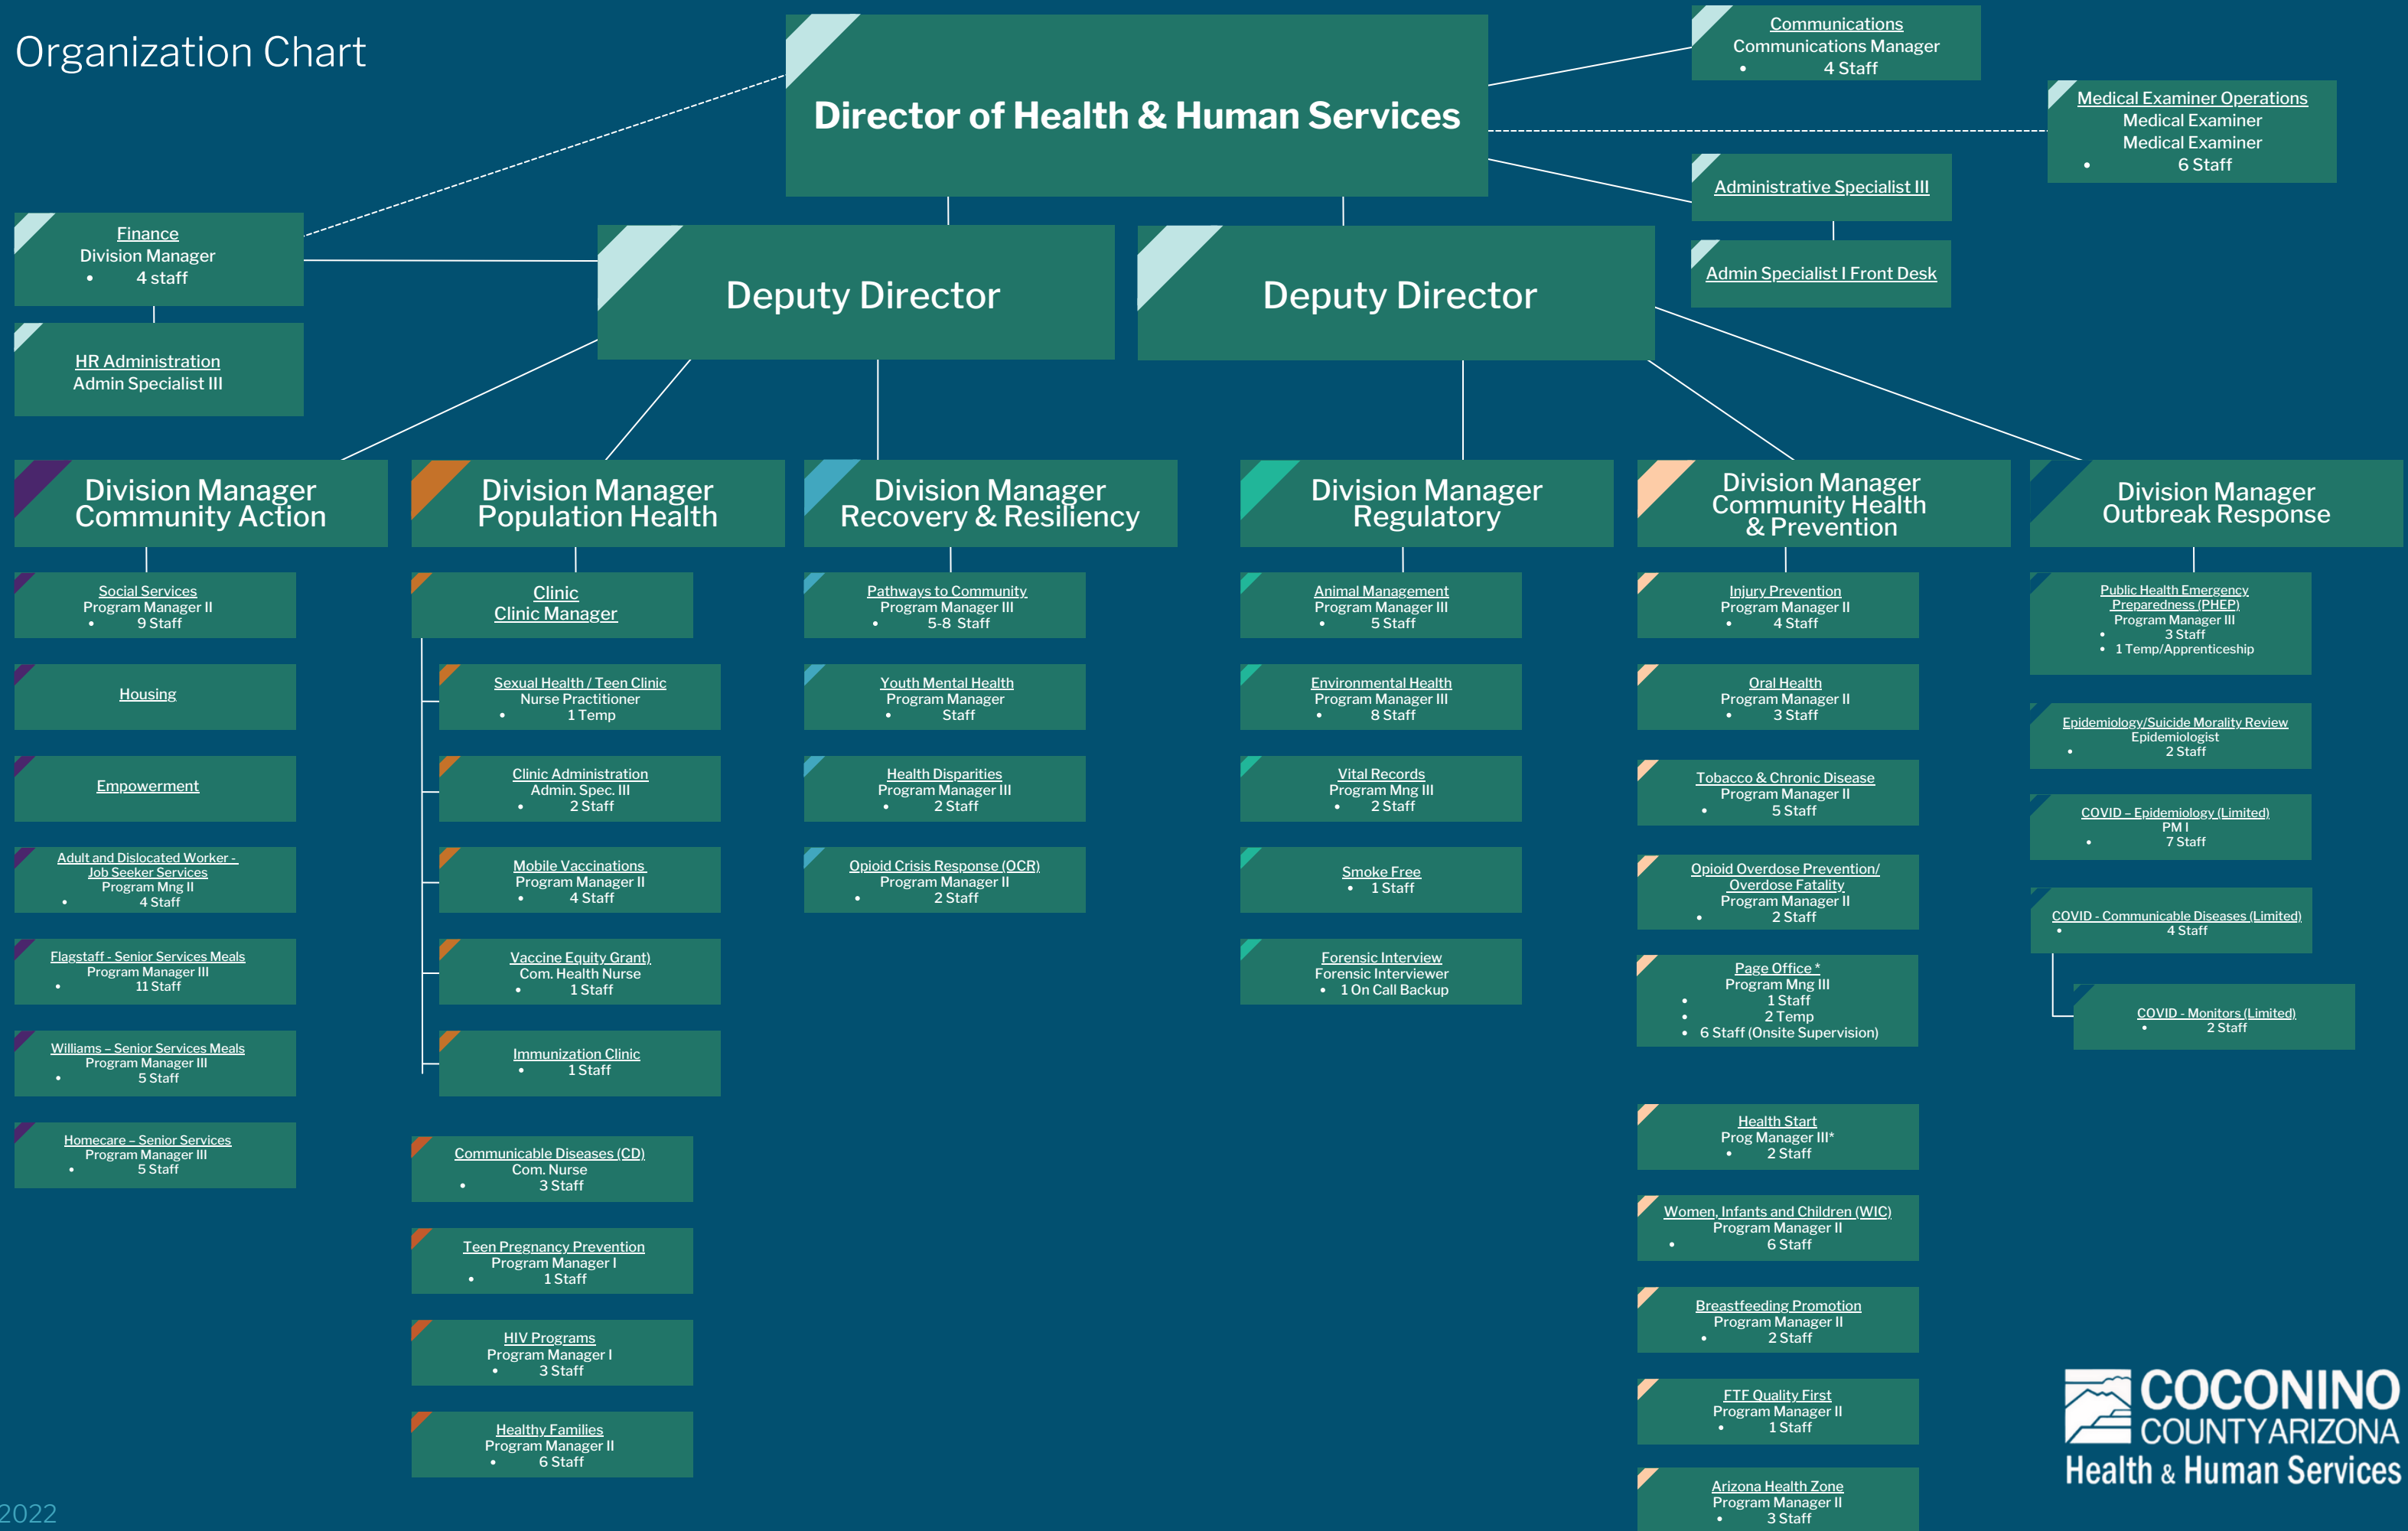 Organization Chart
Director of Health & Human Services
Communications
Communications Manager
• 4 Staff
Medical Examiner Operations
Medical Examiner
Medical Examiner
• 6 Staff
Administrative Specialist III
Admin Specialist I Front Desk
Finance
Division Manager
• 4 staff
HR Administration
Admin Specialist III
Deputy Director
Deputy Director
Division Manager
Community Action
Social Services
Program Manager II
• 9 Staff
Housing
Empowerment
Adult and Dislocated Worker -
Job Seeker Services
Program Mng II
• 4 Staff
Flagstaff - Senior Services Meals
Program Manager III
• 11 Staff
Williams – Senior Services Meals
Program Manager III
• 5 Staff
Homecare – Senior Services
Program Manager III
• 5 Staff
Division Manager
Population Health
Clinic
Clinic Manager
Sexual Health / Teen Clinic
Nurse Practitioner
• 1 Temp
Clinic Administration
Admin. Spec. III
• 2 Staff
Mobile Vaccinations
Program Manager II
• 4 Staff
Vaccine Equity Grant)
Com. Health Nurse
• 1 Staff
Immunization Clinic
• 1 Staff
Communicable Diseases (CD)
Com. Nurse
• 3 Staff
Teen Pregnancy Prevention
Program Manager I
• 1 Staff
HIV Programs
Program Manager I
• 3 Staff
Healthy Families
Program Manager II
• 6 Staff
Division Manager
Recovery & Resiliency
Pathways to Community
Program Manager III
• 5-8 Staff
Youth Mental Health
Program Manager
• Staff
Health Disparities
Program Manager III
• 2 Staff
Opioid Crisis Response (OCR)
Program Manager II
• 2 Staff
Division Manager
Regulatory
Animal Management
Program Manager III
• 5 Staff
Environmental Health
Program Manager III
• 8 Staff
Vital Records
Program Mng III
• 2 Staff
Smoke Free
• 1 Staff
Forensic Interview
Forensic Interviewer
• 1 On Call Backup
Division Manager
Community Health
& Prevention
Injury Prevention
Program Manager II
• 4 Staff
Oral Health
Program Manager II
• 3 Staff
Tobacco & Chronic Disease
Program Manager II
• 5 Staff
Opioid Overdose Prevention/
Overdose Fatality
Program Manager II
• 2 Staff
Page Office *
Program Mng III
• 1 Staff
• 2 Temp
• 6 Staff (Onsite Supervision)
Health Start
Prog Manager III*
• 2 Staff
Women, Infants and Children (WIC)
Program Manager II
• 6 Staff
Breastfeeding Promotion
Program Manager II
• 2 Staff
FTF Quality First
Program Manager II
• 1 Staff
Arizona Health Zone
Program Manager II
• 3 Staff
Division Manager
Outbreak Response
Public Health Emergency
Preparedness (PHEP)
Program Manager III
• 3 Staff
• 1 Temp/Apprenticeship
Epidemiology/Suicide Morality Review
Epidemiologist
• 2 Staff
COVID – Epidemiology (Limited)
PM I
• 7 Staff
COVID - Communicable Diseases (Limited)
• 4 Staff
COVID - Monitors (Limited)
• 2 Staff
COCONINO
COUNTY ARIZONA
Health & Human Services
2022